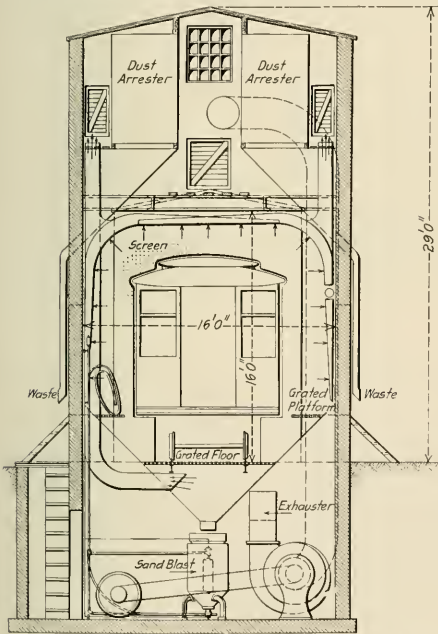 Dust
Arrester
Dust
Arrester
29'0"
Screen
16'0"
16'0"
Waste
Grated
Platform
Waste
Grated Floor
Exhauster
Sand Blast